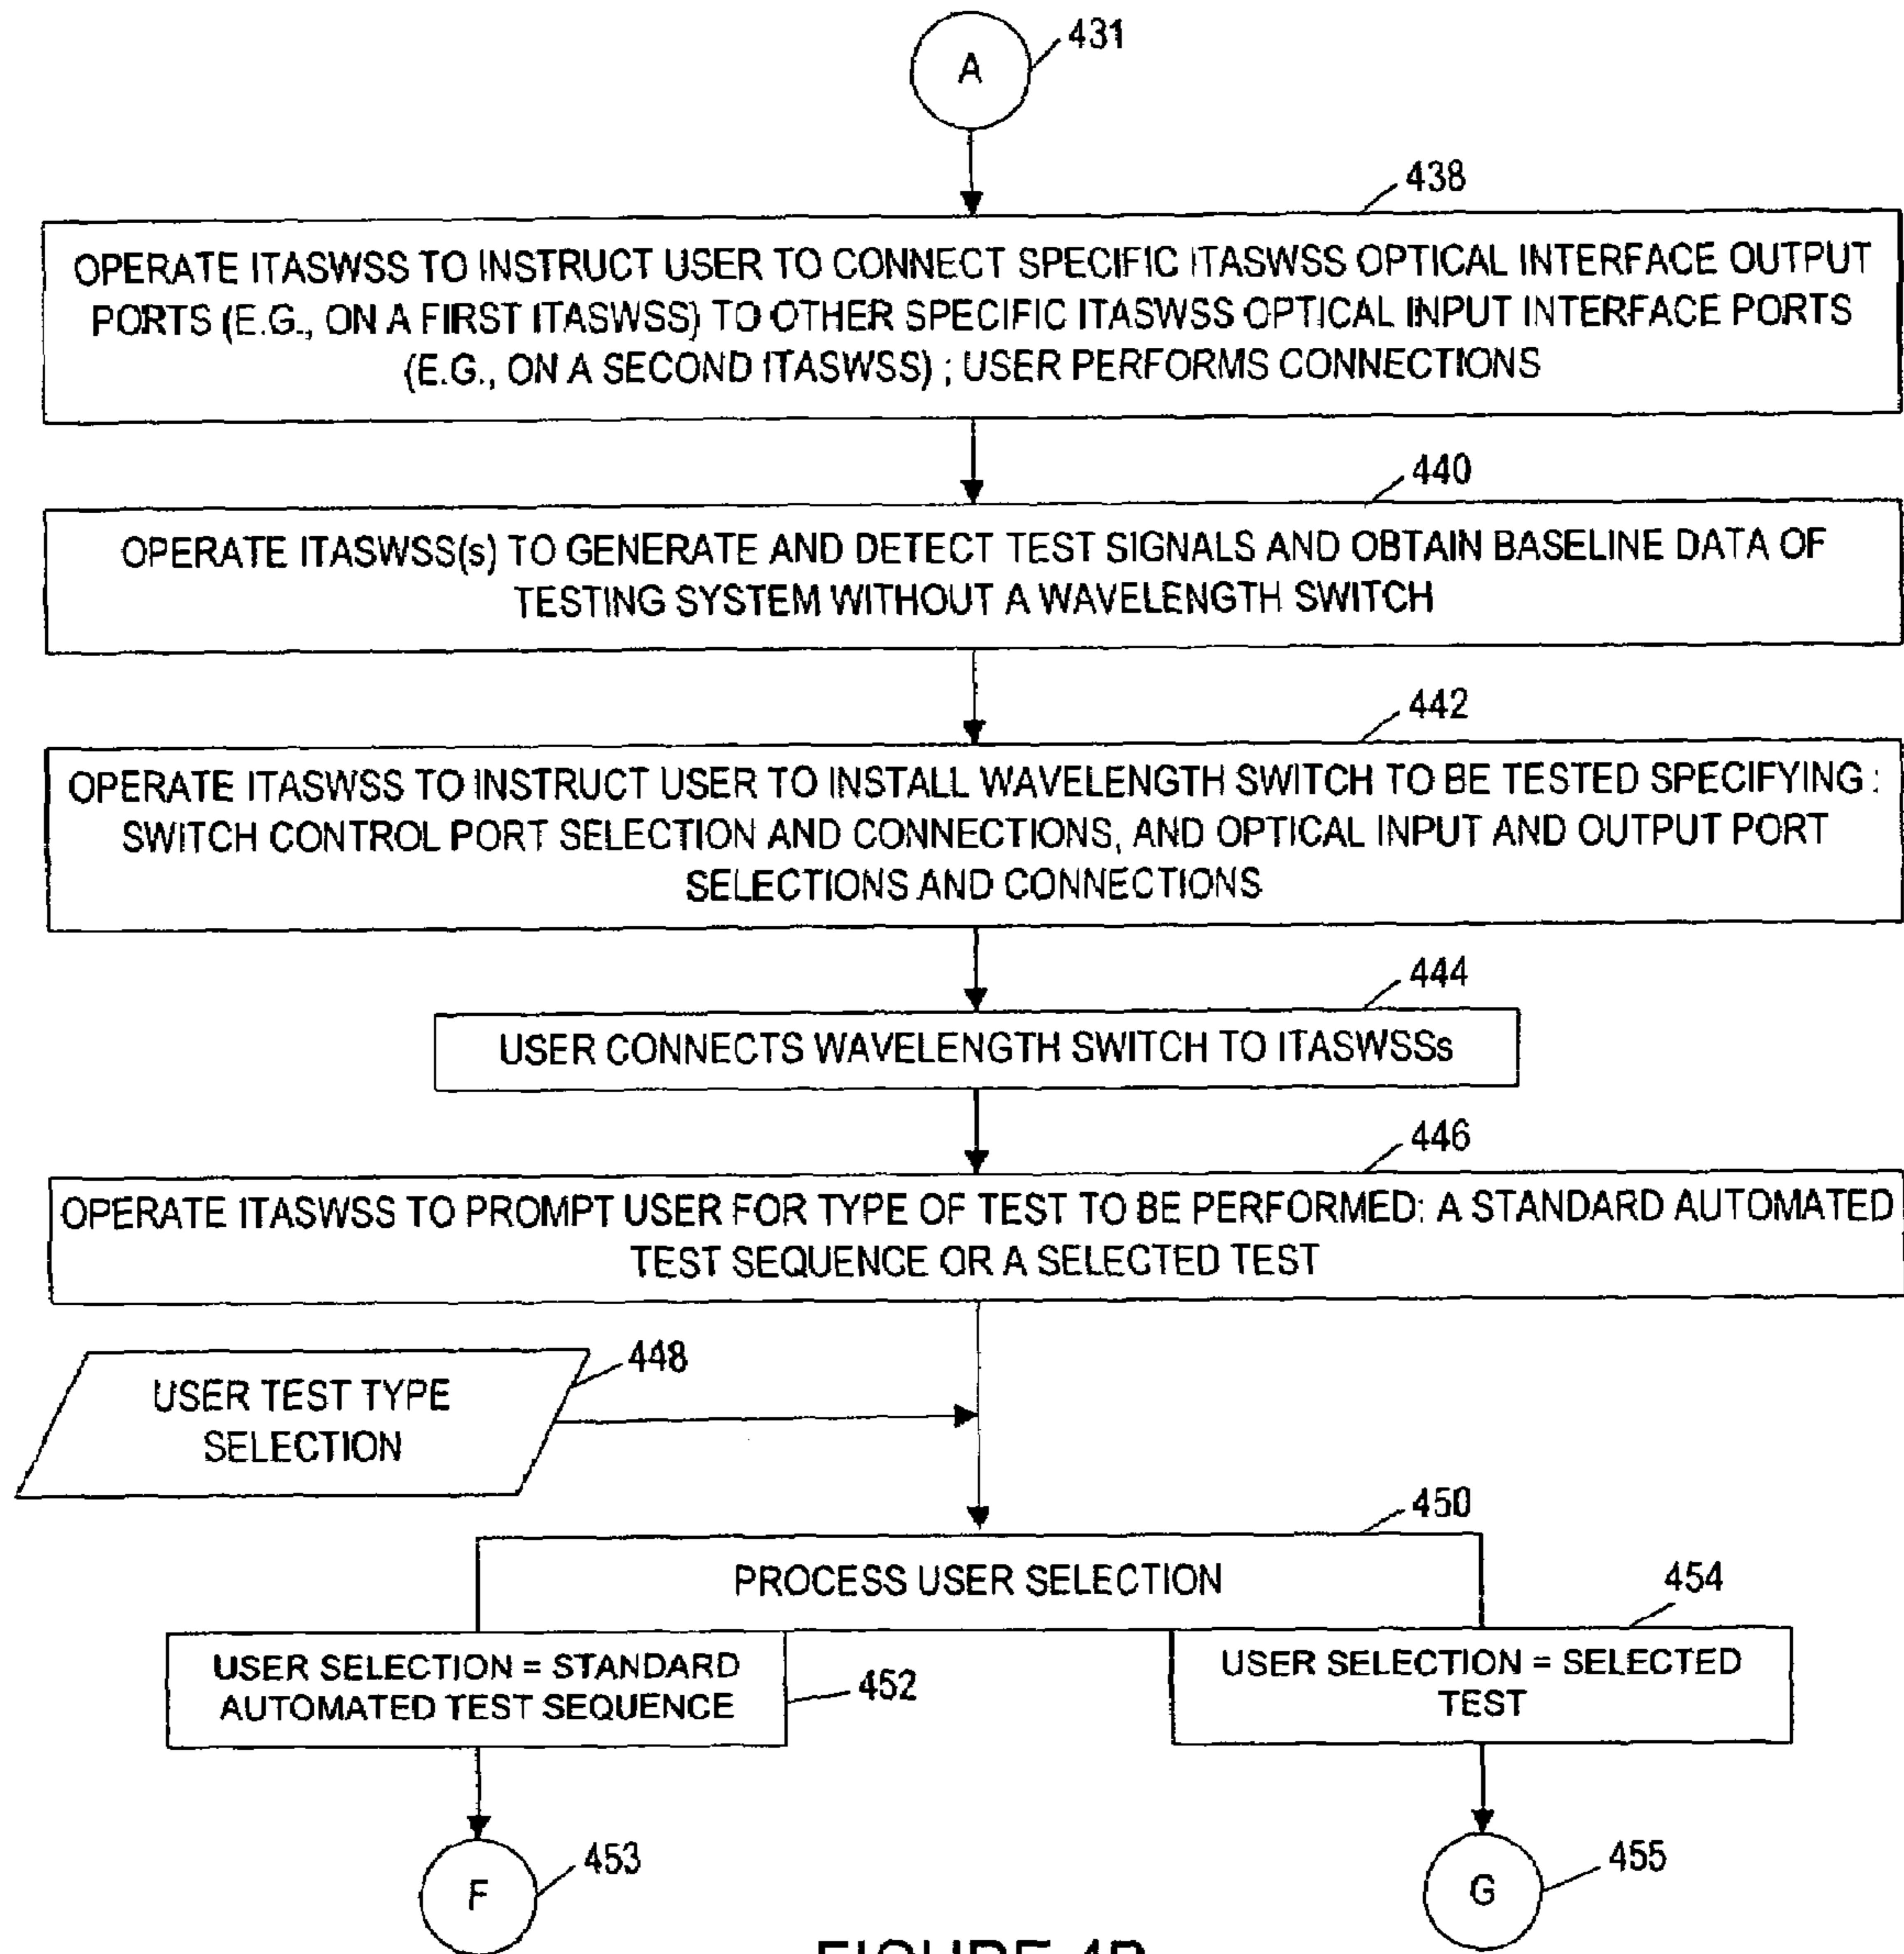 A
431
438
OPERATE ITASWSS TO INSTRUCT USER TO CONNECT SPECIFIC ITASWSS OPTICAL INTERFACE OUTPUT
PORTS (E.G., ON A FIRST ITASWSS) TO OTHER SPECIFIC ITASWSS OPTICAL INPUT INTERFACE PORTS
(E.G., ON A SECOND ITASWSS) ; USER PERFORMS CONNECTIONS
440
OPERATE ITASWSS(s) TO GENERATE AND DETECT TEST SIGNALS AND OBTAIN BASELINE DATA OF
TESTING SYSTEM WITHOUT A WAVELENGTH SWITCH
442
OPERATE ITASWSS TO INSTRUCT USER TO INSTALL WAVELENGTH SWITCH TO BE TESTED SPECIFYING :
SWITCH CONTROL PORT SELECTION AND CONNECTIONS, AND OPTICAL INPUT AND OUTPUT PORT
SELECTIONS AND CONNECTIONS
444
USER CONNECTS WAVELENGTH SWITCH TO ITASWSSs
446
OPERATE ITASWSS TO PROMPT USER FOR TYPE OF TEST TO BE PERFORMED: A STANDARD AUTOMATED
TEST SEQUENCE OR A SELECTED TEST
448
USER TEST TYPE
SELECTION
450
PROCESS USER SELECTION
454
USER SELECTION = STANDARD
AUTOMATED TEST SEQUENCE
452
USER SELECTION = SELECTED
TEST
F
453
G
455